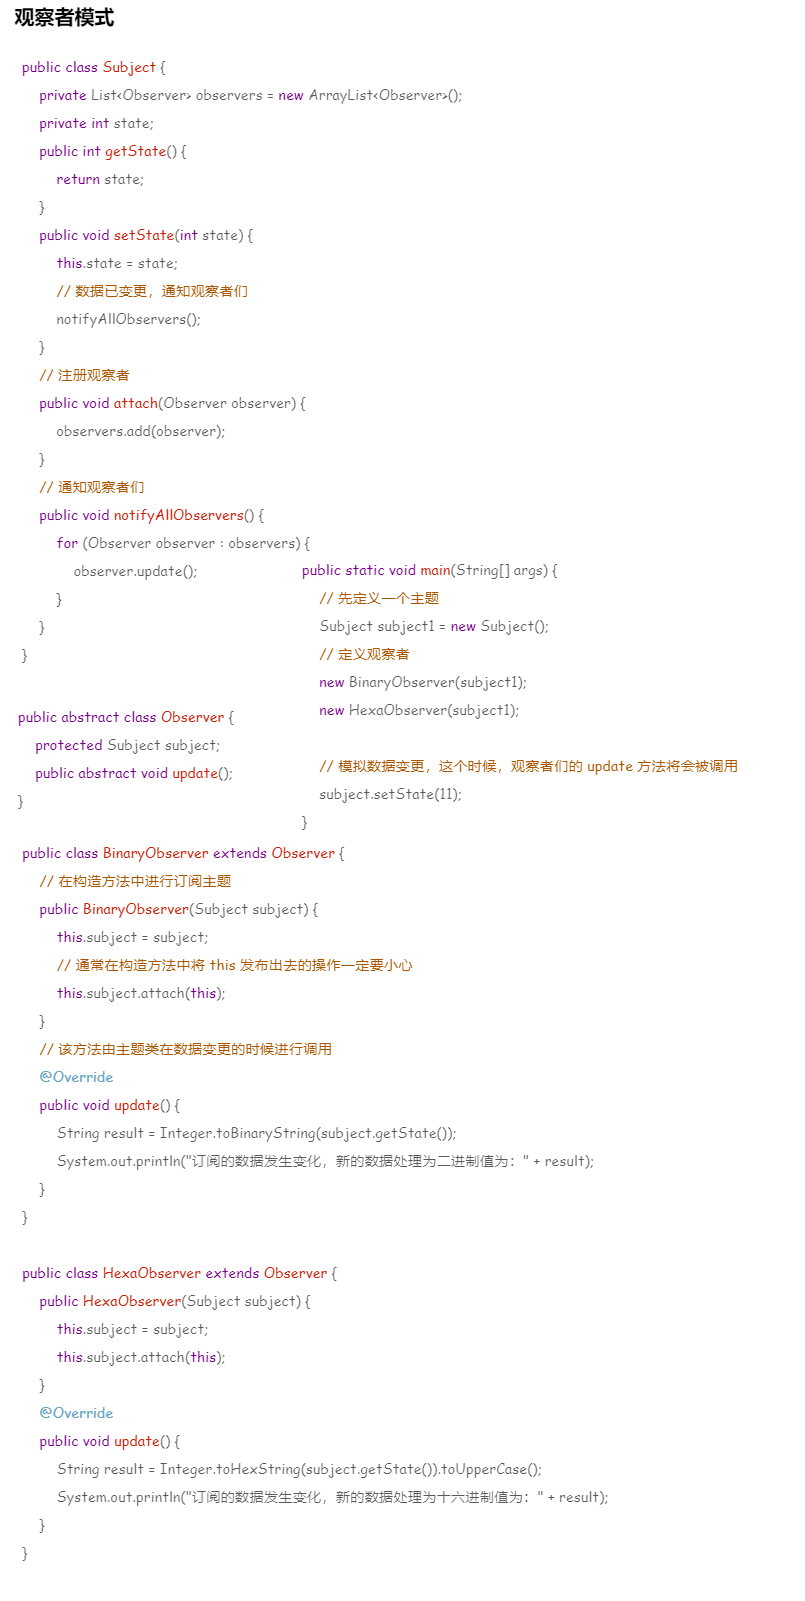 观察者模式
public class Subject {
private List<Observer> observers = new ArrayList<Observer>();
private int state;
public int getState() {
return state;
}
public void setState(int state) {
this.state = state;
// 数据已变更，通知观察者们
notifyAllObservers();
}
// 注册观察者
public void attach(Observer observer) {
observers.add(observer);
}
// 通知观察者们
public void notifyAllObservers() {
for (Observer observer : observers) {
observer.update();
}
}
}
public static void main(String[] args) {
// 先定义一个主题
Subject subject1 = new Subject();
// 定义观察者
new BinaryObserver(subject1);
new HexaObserver(subject1);
// 模拟数据变更，这个时候，观察者们的 update 方法将会被调用
subject.setState(11);
}
public abstract class Observer {
protected Subject subject;
public abstract void update();
}
public class BinaryObserver extends Observer {
// 在构造方法中进行订阅主题
public BinaryObserver(Subject subject) {
this.subject = subject;
// 通常在构造方法中将 this 发布出去的操作一定要小心
this.subject.attach(this);
}
// 该方法由主题类在数据变更的时候进行调用
@Override
public void update() {
String result = Integer.toBinaryString(subject.getState());
System.out.println("订阅的数据发生变化，新的数据处理为二进制值为：" + result);
}
}
public class HexaObserver extends Observer {
public HexaObserver(Subject subject) {
this.subject = subject;
this.subject.attach(this);
}
@Override
public void update() {
String result = Integer.toHexString(subject.getState()).toUpperCase();
System.out.println("订阅的数据发生变化，新的数据处理为十六进制值为：" + result);
}
}